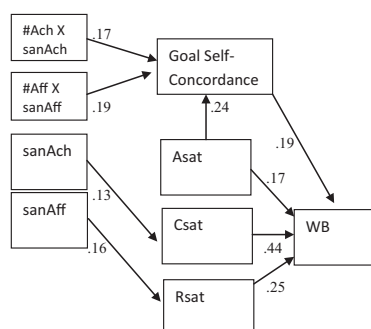 #Ach X
sanAch
.17
Goal Self-
Concordance
#Aff X
sanAff
.19
.24
sanAch
.13
Asat
.19
.17
sanAff
.16
Csat
.44
WB
Rsat
.25